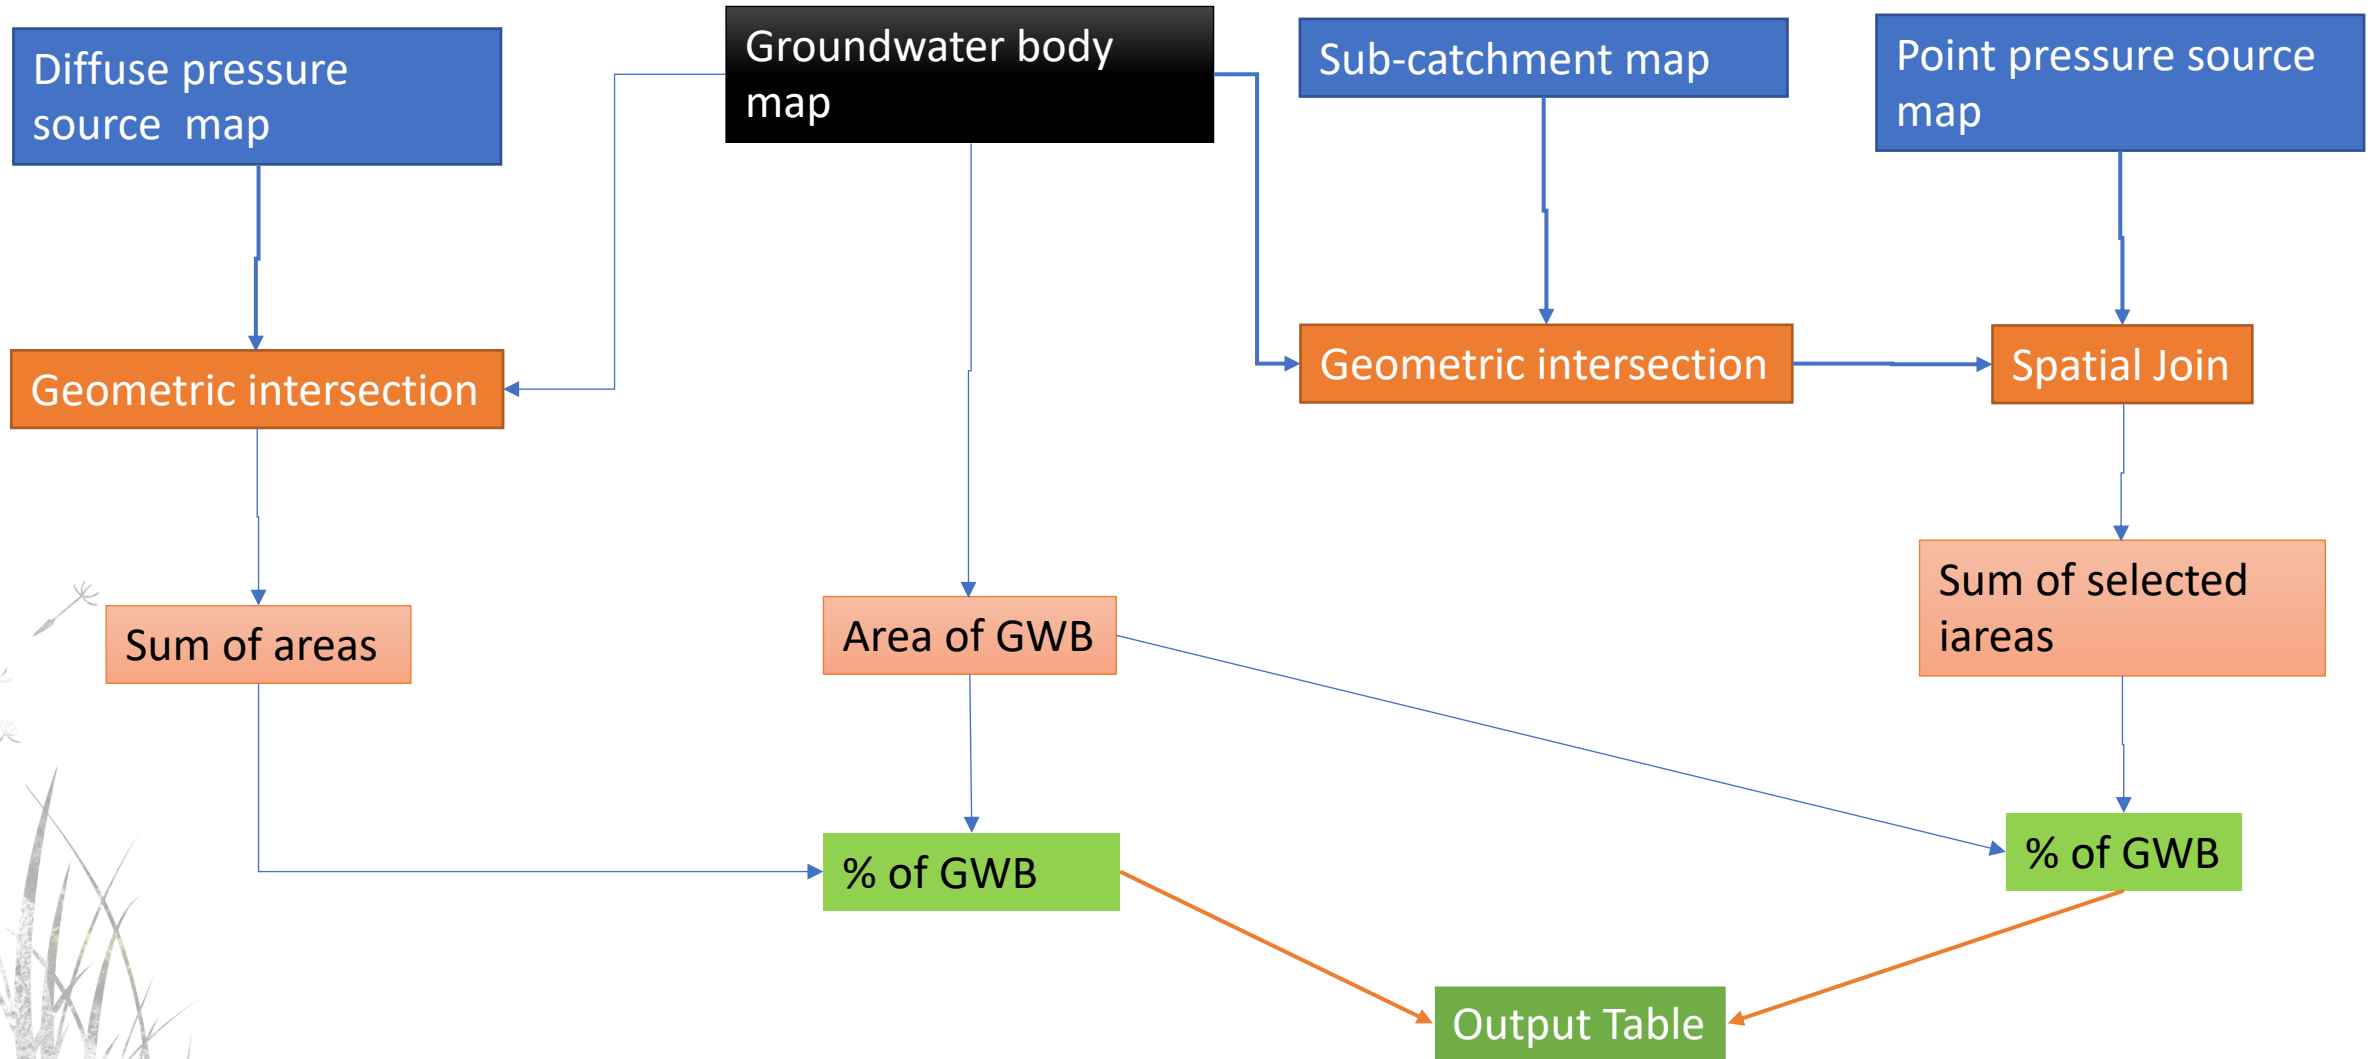 Diffuse pressure
source map
Groundwater body
map
Sub-catchment map
Point pressure source
map
Geometric intersection
Geometric intersection
Spatial Join
Sum of areas
Area of GWB
Sum of selected
iareas
% of GWB
% of GWB
Output Table